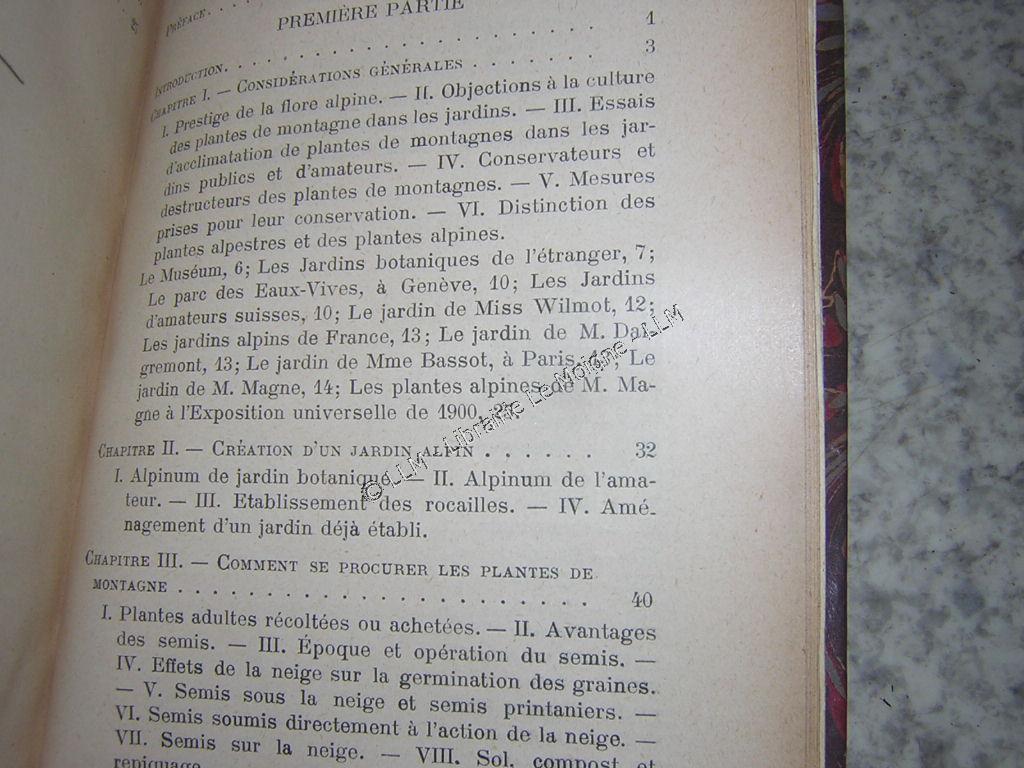 PRÉFACE
PREMIÈRE PARTIE
INTRODUCTION. . . . . . . . . . . . . . . . . . 1
CHAPITRE I. — CONSIDÉRATIONS GÉNÉRALES . . . . . . . 3
I. Prestige de la flore alpine. — II. Objections à la culture
des plantes de montagne dans les jardins. — III. Essais
d'acclimatation de plantes de montagnes dans les jar-
dins publics et d'amateurs. — IV. Conservateurs et
destructeurs des plantes de montagnes. — V. Mesures
prises pour leur conservation. — VI. Distinction des
plantes alpestres et des plantes alpines.
Le Muséum, 6; Les Jardins botaniques de l'étranger, 7;
Le parc des Eaux-Vives, à Genève, 10; Les Jardins
d'amateurs suisses, 10; Le jardin de Miss Wilmot, 12;
Les jardins alpins de France, 13; Le jardin de M. Dal-
gremont, 13; Le jardin de Mme Bassot, à Paris, Le
jardin de M. Magne, 14; Les plantes alpines de M. Ma-
gne à l'Exposition universelle de 1900,
CHAPITRE II. — CRÉATION D'UN JARDIN ALPIN . . . . . . 32
I. Alpinum de jardin botanique. — II. Alpinum de l'ama-
teur. — III. Etablissement des rocailles. — IV. Amé-
nagement d'un jardin déjà établi.
CHAPITRE III. — COMMENT SE PROCURER LES PLANTES DE
MONTAGNE . . . . . . . . . . . . . . . . . . . . . 40
I. Plantes adultes récoltées ou achetées. — II. Avantages
des semis. — III. Époque et opération du semis. —
IV. Effets de la neige sur la germination des graines.
— V. Semis sous la neige et semis printaniers. —
VI. Semis soumis directement à l'action de la neige. —
VII. Semis sur la neige. — VIII. Sol, compost et
repiquage
© LLM - Librairie Le Moigne - LLM